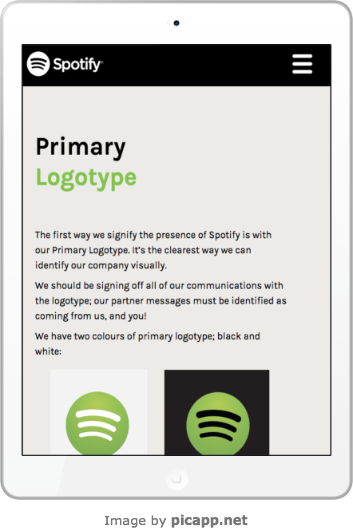 Spotify
Primary
Logotype
The first way we signify the presence of Spotify is with
our Primary Logotype. It's the clearest way we can
identify our company visually.
We should be signing off all of our communications with
the logotype; our partner messages must be identified as
coming from us, and you!
We have two colours of primary logotype; black and
white:
Image by picapp.net